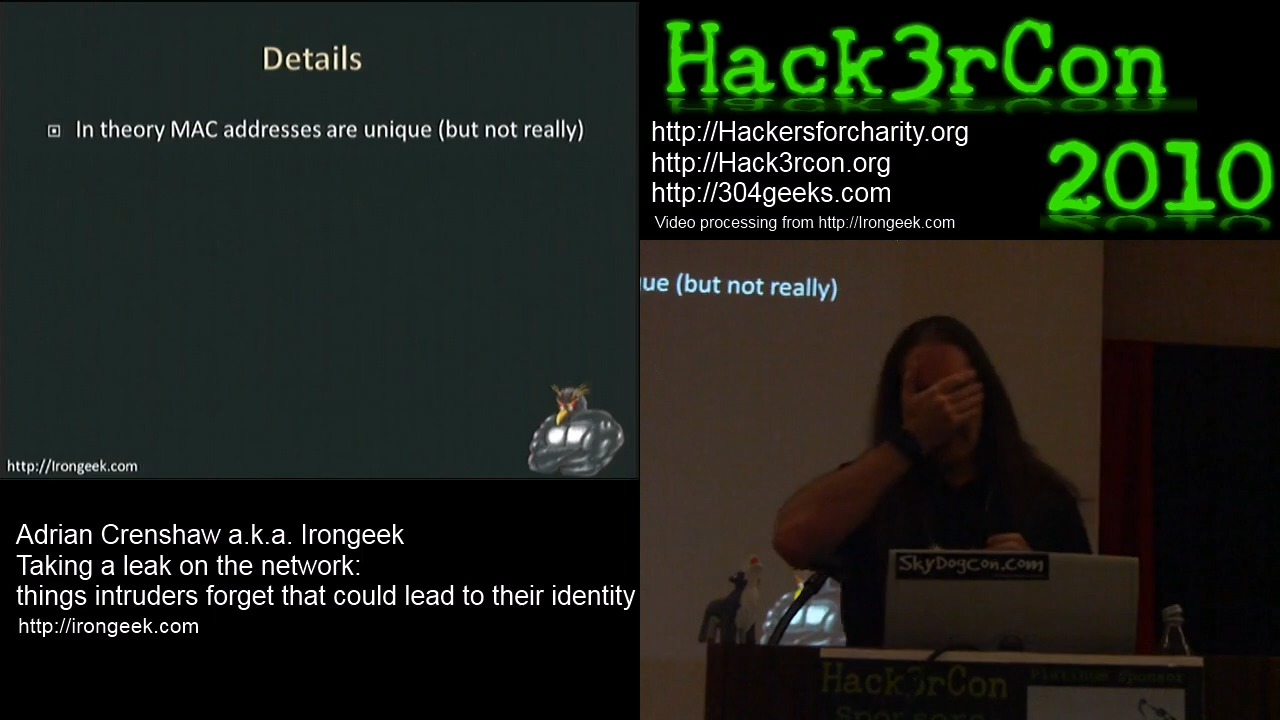 Details
In theory MAC addresses are unique (but not really)
http://Irongeek.com
Hack3rCon
2010
http://Hackersforcharity.org
http://Hack3rcon.org
http://304geeks.com
Video processing from http://Irongeek.com
ue (but not really)
SkyDogCon.com
Hack3rCon
Platinum Sponsor
Sponsors
Adrian Crenshaw a.k.a. Irongeek
Taking a leak on the network:
things intruders forget that could lead to their identity
http://irongeek.com